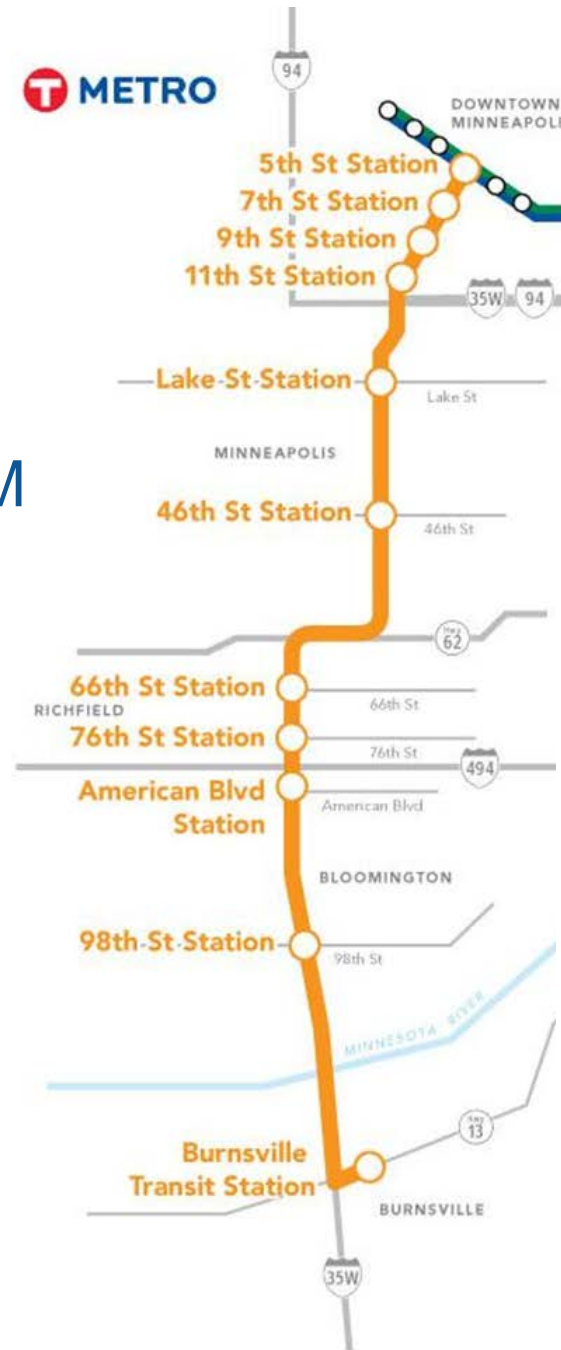 94
T METRO
DOWNTOWN
MINNEAPOLI
5th St Station
7th St Station
9th St Station
11th St Station
35W
94
Lake St Station
Lake St
MINNEAPOLIS
M
46th St Station
46th St
Hwy
62
66th St Station
66th St
RICHFIELD
76th St Station
76th St
494
American Blvd
Station
American Blvd
BLOOMINGTON
98th St Station
98th St
MINNESOTA RIVER
Hwy
13
Burnsville
Transit Station
BURNSVILLE
35W